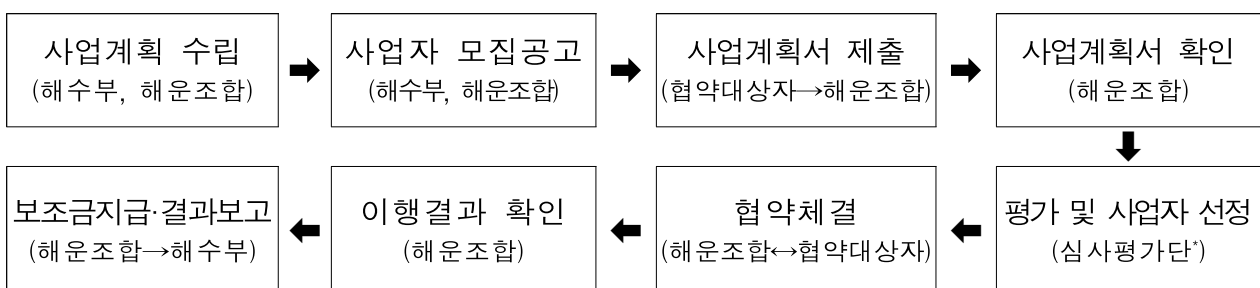 사업계획 수립
(해수부, 해운조합)
사업자 모집공고
(해수부, 해운조합)
사업계획서 제출
(협약대상자→해운조합)
사업계획서 확인
(해운조합)
평가 및 사업자 선정
(심사평가단*)
협약체결
(해운조합↔협약대상자)
이행결과 확인
(해운조합)
보조금지급·결과보고
(해운조합→해수부)